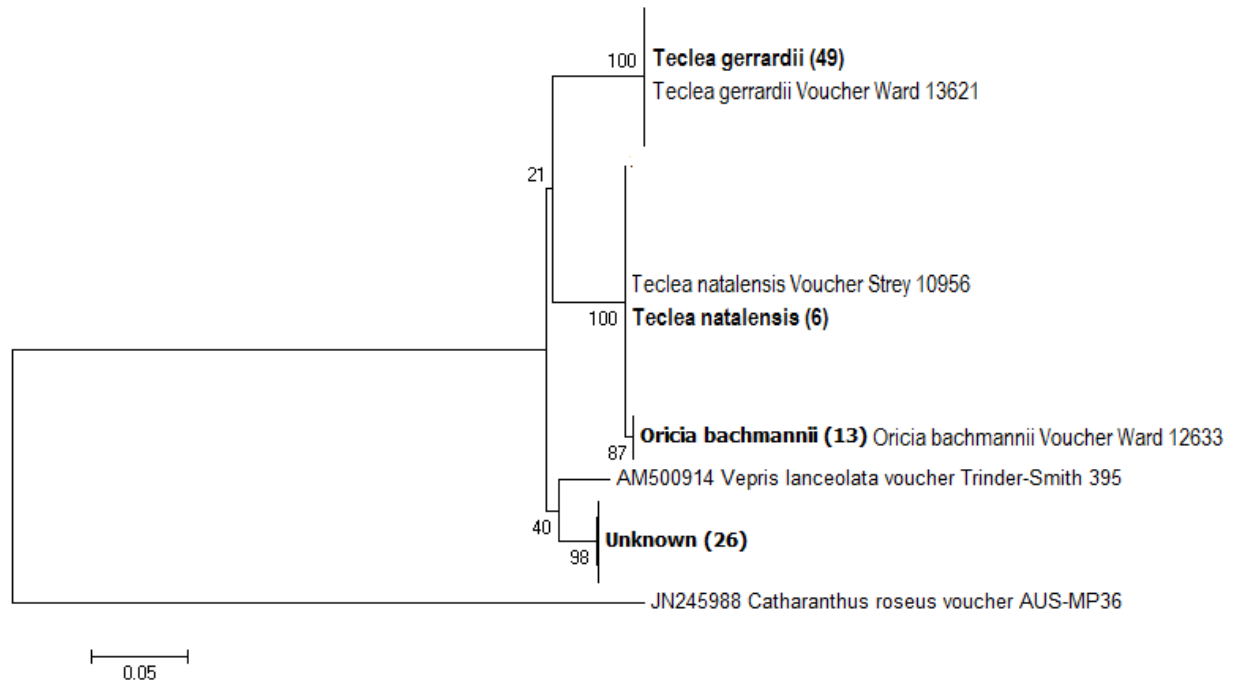 100
Teclea gerrardii (49)
Teclea gerrardii Voucher Ward 13621
21
Teclea natalensis Voucher Strey 10956
100
Teclea natalensis (6)
Oricia bachmannii (13) Oricia bachmannii Voucher Ward 12633
87
AM500914 Vepris lanceolata voucher Trinder-Smith 395
40
Unknown (26)
98
JN245988 Catharanthus roseus voucher AUS-MP36
0.05